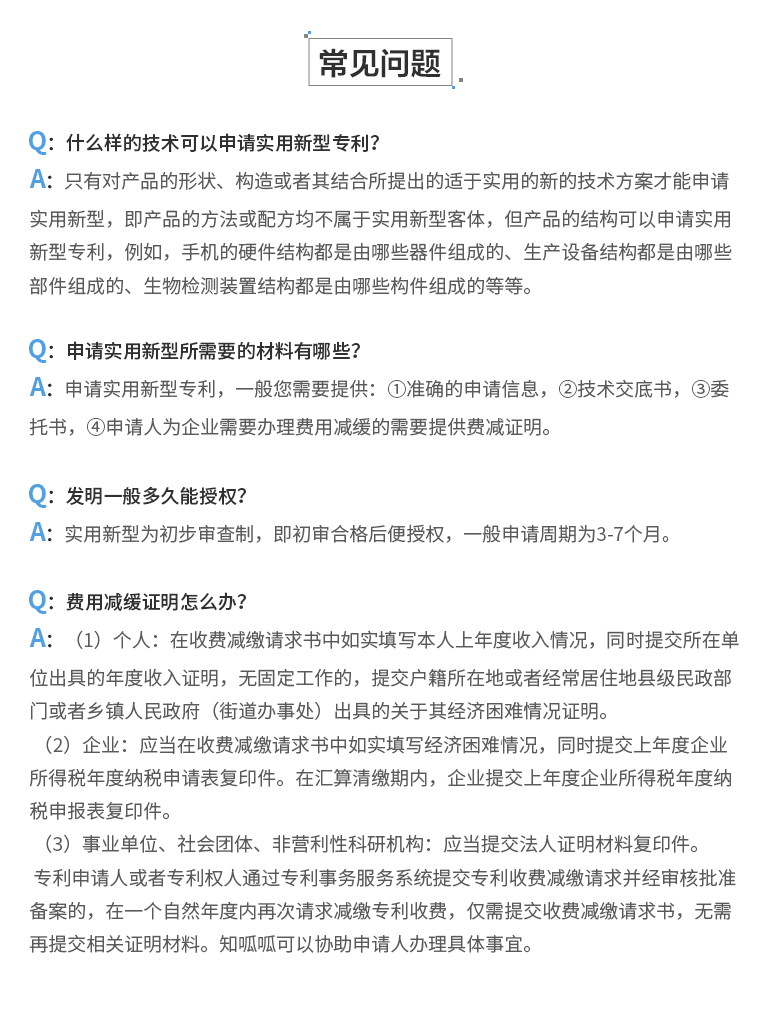 常见问题
Q：什么样的技术可以申请实用新型专利？
A：只有对产品的形状、构造或者其结合所提出的适于实用的新的技术方案才能申请
实用新型，即产品的方法或配方均不属于实用新型客体，但产品的结构可以申请实用
新型专利，例如，手机的硬件结构都是由哪些器件组成的、生产设备结构都是由哪些
部件组成的、生物检测装置结构都是由哪些构件组成的等等。
Q：申请实用新型所需要的材料有哪些？
A：申请实用新型专利，一般您需要提供：①准确的申请信息，②技术交底书，③委
托书，④申请人为企业需要办理费用减缓的需要提供费减证明。
Q：发明一般多久能授权？
A：实用新型为初步审查制，即初审合格后便授权，一般申请周期为3-7个月。
Q：费用减缓证明怎么办？
A：（1）个人：在收费减缴请求书中如实填写本人上年度收入情况，同时提交所在单
位出具的年度收入证明，无固定工作的，提交户籍所在地或者经常居住地县级民政部
门或者乡镇人民政府（街道办事处）出具的关于其经济困难情况证明。
（2）企业：应当在收费减缴请求书中如实填写经济困难情况，同时提交上年度企业
所得税年度纳税申请表复印件。在汇算清缴期内，企业提交上年度企业所得税年度纳
税申报表复印件。
（3）事业单位、社会团体、非营利性科研机构：应当提交法人证明材料复印件。
专利申请人或者专利权人通过专利事务服务系统提交专利收费减缴请求并经审核批准
备案的，在一个自然年度内再次请求减缴专利收费，仅需提交收费减缴请求书，无需
再提交相关证明材料。知呱呱可以协助申请人办理具体事宜。